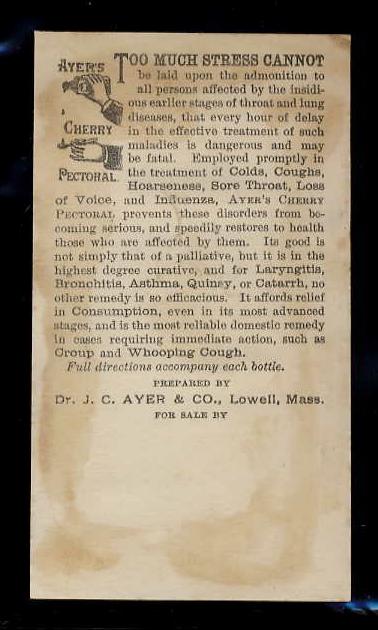 AYER'S
CHERRY
PECTORAL.
TOO MUCH STRESS CANNOT
be laid upon the admonition to
all persons affected by the insidi-
ous earlier stages of throat and lung
diseases, that every hour of delay
in the effective treatment of such
maladies is dangerous and may
be fatal. Employed promptly in
the treatment of Colds, Coughs,
Hoarseness, Sore Throat, Loss
of Voice, and Influenza, AYER'S CHERRY
PECTORAL prevents these disorders from be-
coming serious, and speedily restores to health
those who are affected by them. Its good is
not simply that of a palliative, but it is in the
highest degree curative, and for Laryngitis,
Bronchitis, Asthma, Quinsy, or Catarrh, no
other remedy is so efficacious. It affords relief
in Consumption, even in its most advanced
stages, and is the most reliable domestic remedy
in cases requiring immediate action, such as
Croup and Whooping Cough.
Full directions accompany each bottle.
PREPARED BY
Dr. J. C. AYER & CO., Lowell, Mass.
FOR SALE BY